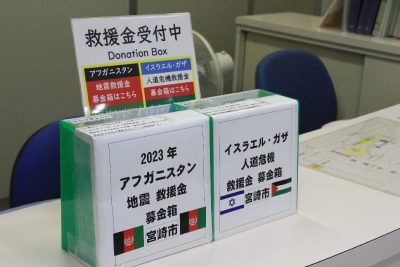 救援金受付中
Donation Box
アフガニスタン
地震救援金
募金箱はこちら
イスラエル・ガザ
人道危機救援金
募金箱はこちら
2023年
アフガニスタン
地震 救援金
募金箱
宮崎市
イスラエル・ガザ
人道危機
救援金 募金箱
宮崎市